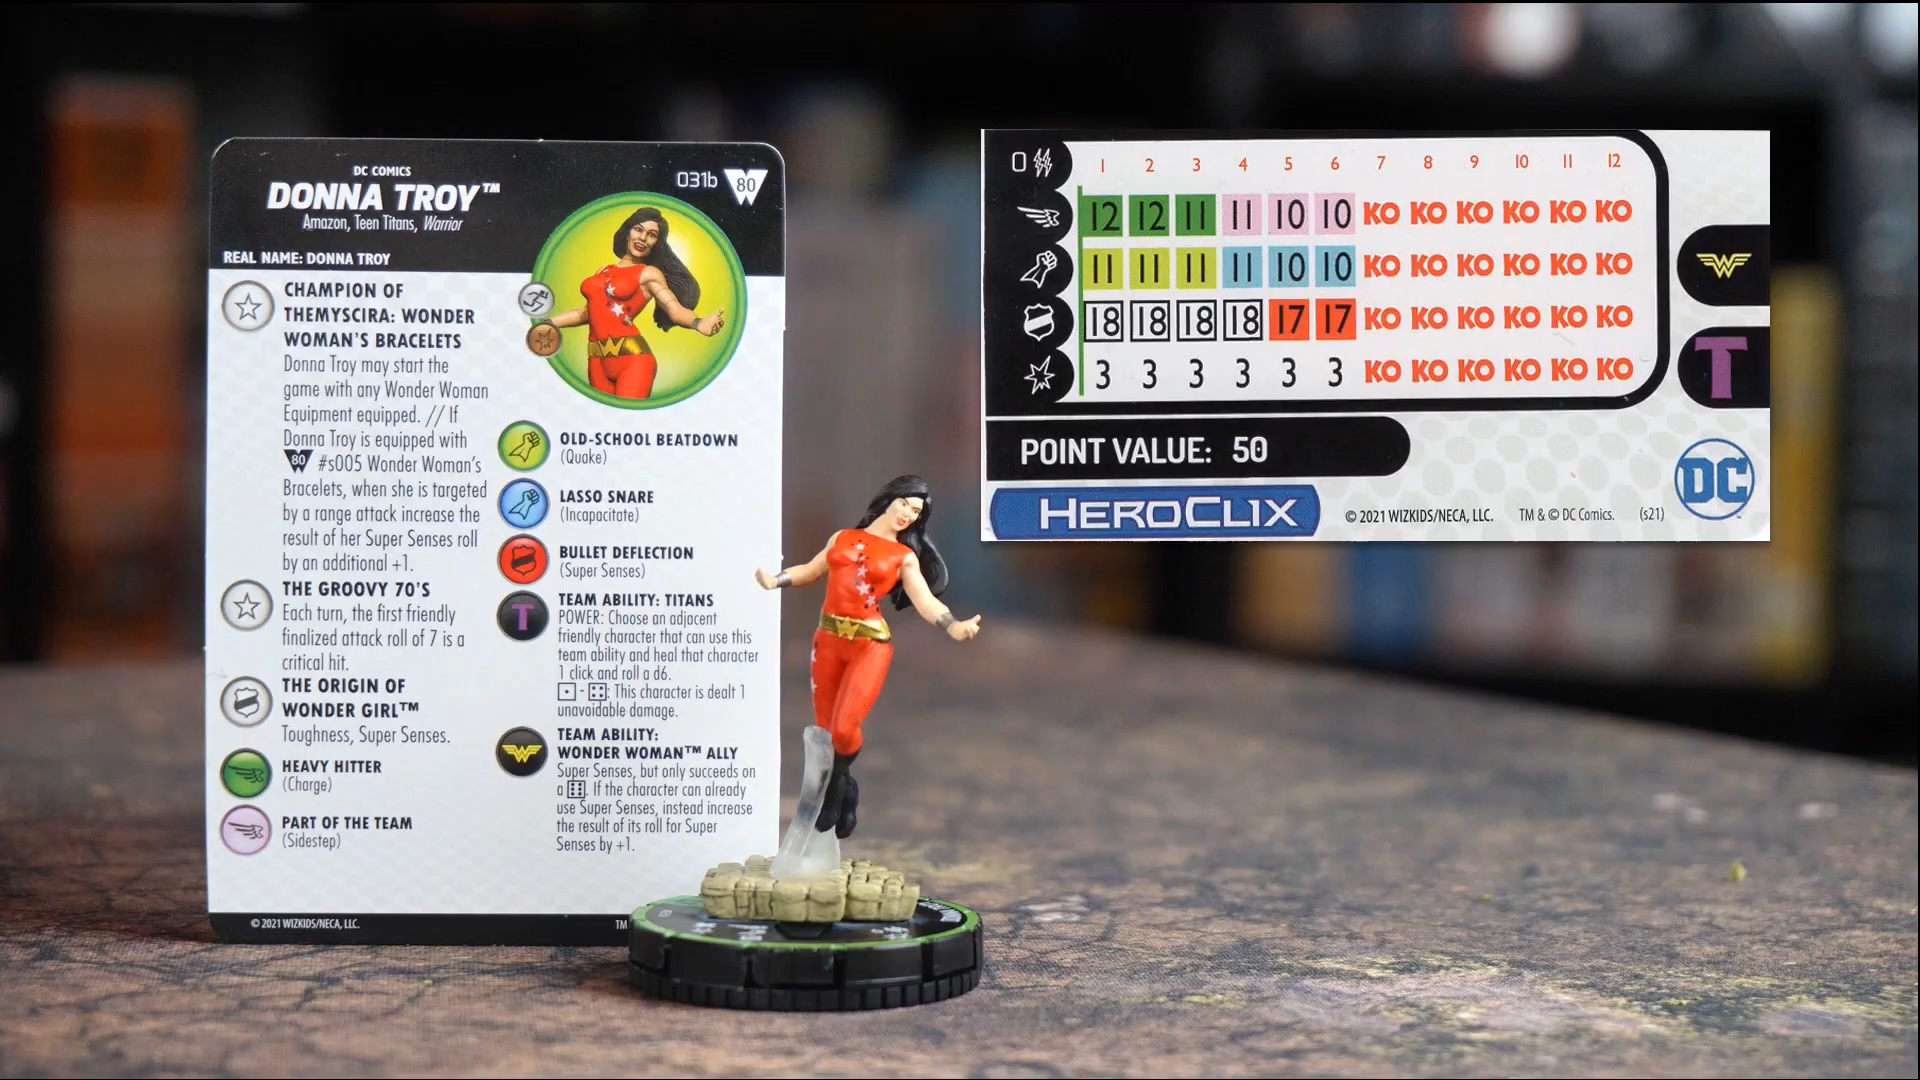 DC COMICS
DONNA TROY™
Amazon, Teen Titans, Warrior
031b
80
REAL NAME: DONNA TROY
CHAMPION OF
THEMYSCIRA: WONDER
WOMAN'S BRACELETS
Donna Troy may start the
game with any Wonder Woman
Equipment equipped. // If
Donna Troy is equipped with
80 #s005 Wonder Woman's
Bracelets, when she is targeted
by a range attack increase the
result of her Super Senses roll
by an additional +1.
THE GROOVY 70'S
Each turn, the first friendly
finalized attack roll of 7 is a
critical hit.
THE ORIGIN OF
WONDER GIRL™
Toughness, Super Senses.
HEAVY HITTER
(Charge)
PART OF THE TEAM
(Sidestep)
OLD-SCHOOL BEATDOWN
(Quake)
LASSO SNARE
(Incapacitate)
BULLET DEFLECTION
(Super Senses)
T
TEAM ABILITY: TITANS
POWER: Choose an adjacent
friendly character that can use this
team ability and heal that character
1 click and roll a d6.
⚀ - ⚃: This character is dealt 1
unavoidable damage.
TEAM ABILITY:
WONDER WOMAN™ ALLY
Super Senses, but only succeeds on
a ⚅. If the character can already
use Super Senses, instead increase
the result of its roll for Super
Senses by +1.
© 2021 WIZKIDS/NECA, LLC.
TM
0 1 2 3 4 5 6 7 8 9 10 11 12
12 12 11 11 10 10 KO KO KO KO KO KO
11 11 11 11 10 10 KO KO KO KO KO KO
18 18 18 18 17 17 KO KO KO KO KO KO
3 3 3 3 3 3 KO KO KO KO KO KO
T
POINT VALUE: 50
DC
HEROCLIX
© 2021 WIZKIDS/NECA, LLC. TM & © DC Comics. (s21)